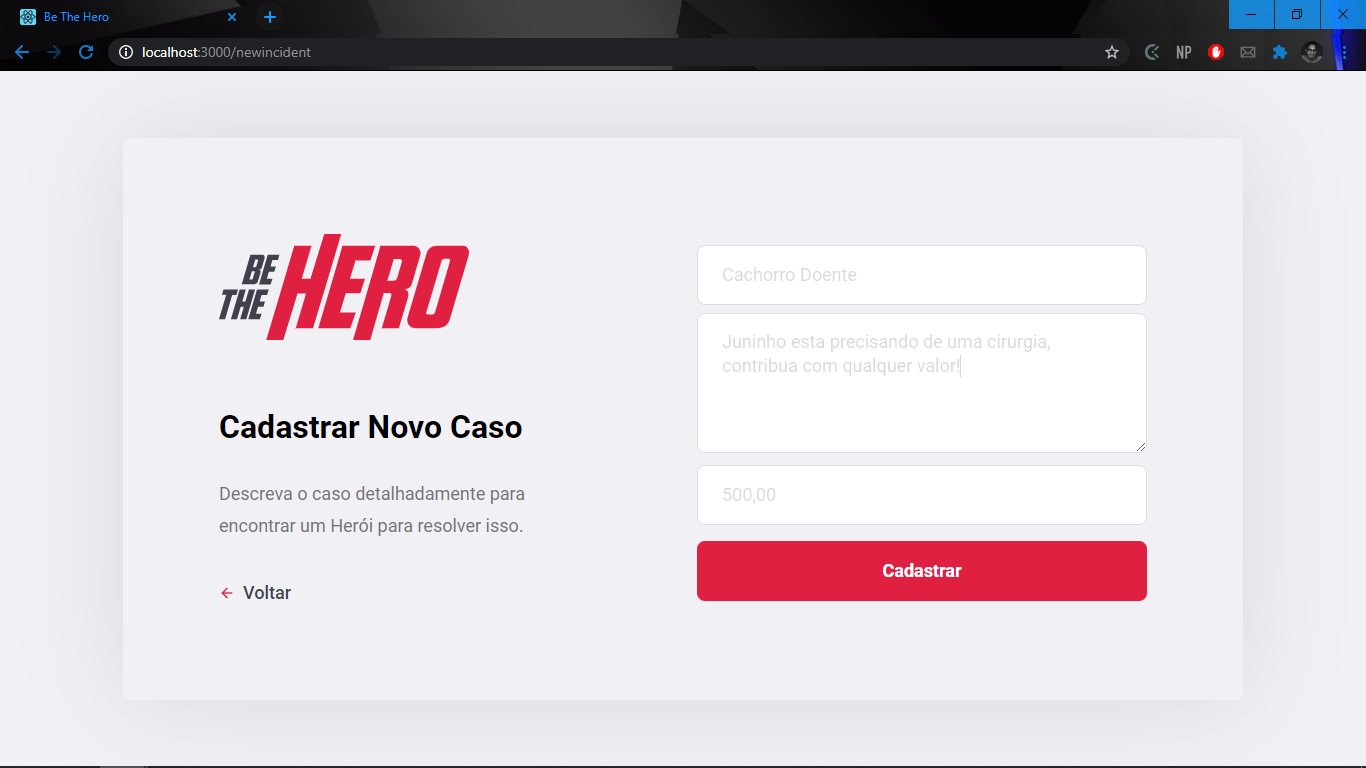 Be The Hero
localhost:3000/newincident
NP
BE
THE
HERO
Cadastrar Novo Caso
Descreva o caso detalhadamente para
encontrar um Herói para resolver isso.
Voltar
Cachorro Doente
Juninho esta precisando de uma cirurgia,
contribua com qualquer valor!
500,00
Cadastrar